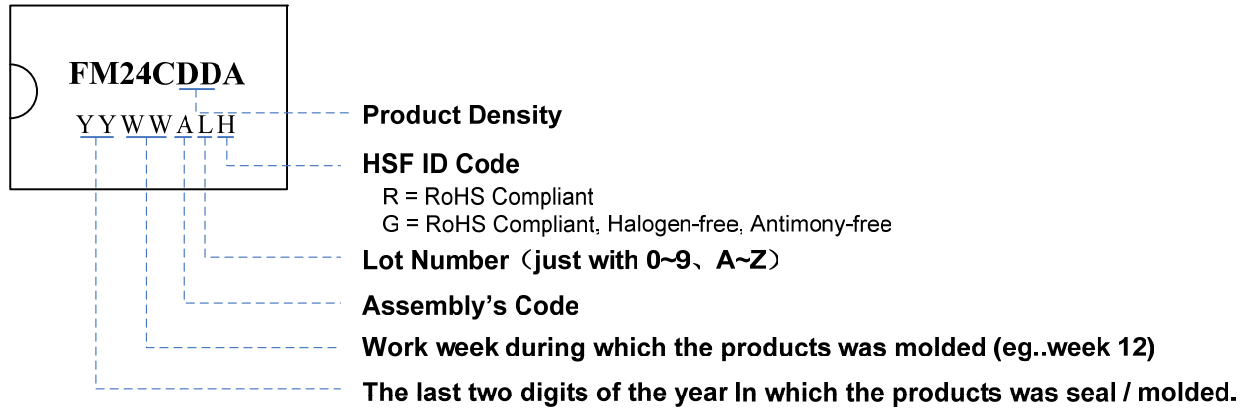 FM24CDDA
YYWWALH
Product Density
HSF ID Code
R = RoHS Compliant
G = RoHS Compliant, Halogen-free, Antimony-free
Lot Number（just with 0~9、A~Z）
Assembly’s Code
Work week during which the products was molded (eg..week 12)
The last two digits of the year In which the products was seal / molded.